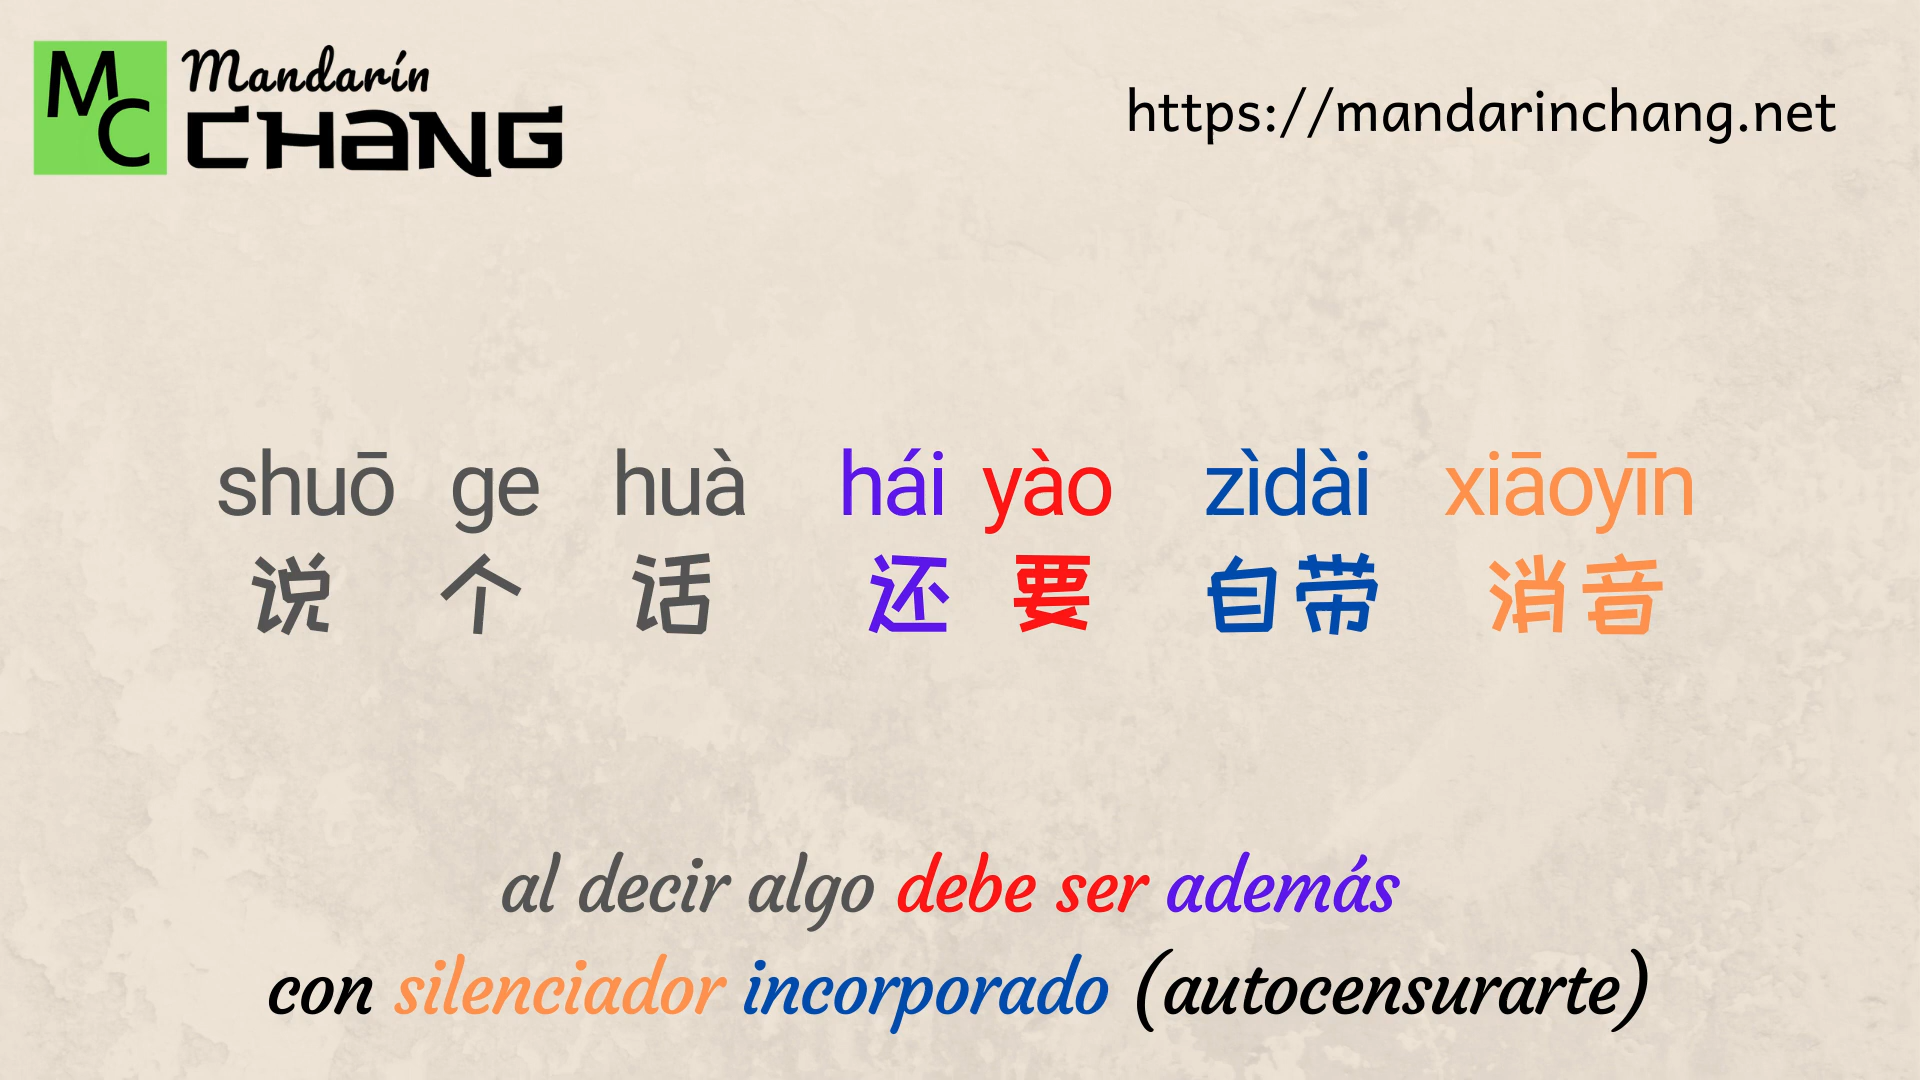 MC Mandarín
CHANG
https://mandarinchang.net
shuō ge huà hái yào zìdài xiāoyīn
说 个 话 还 要 自带 消音
al decir algo debe ser además
con silenciador incorporado (autocensurarte)